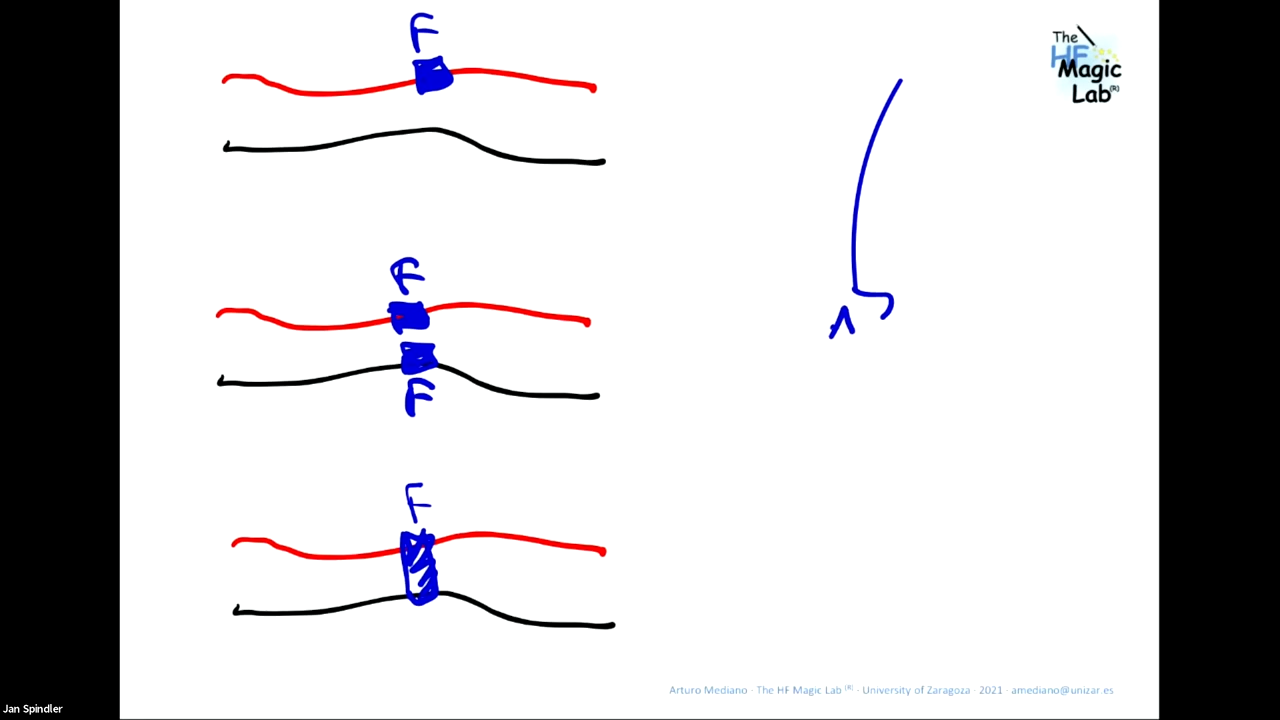 F
The
HF
Magic
Lab(R)
F
F
F
Arturo Mediano · The HF Magic Lab (R) · University of Zaragoza · 2021 · amediano@unizar.es
Jan Spindler